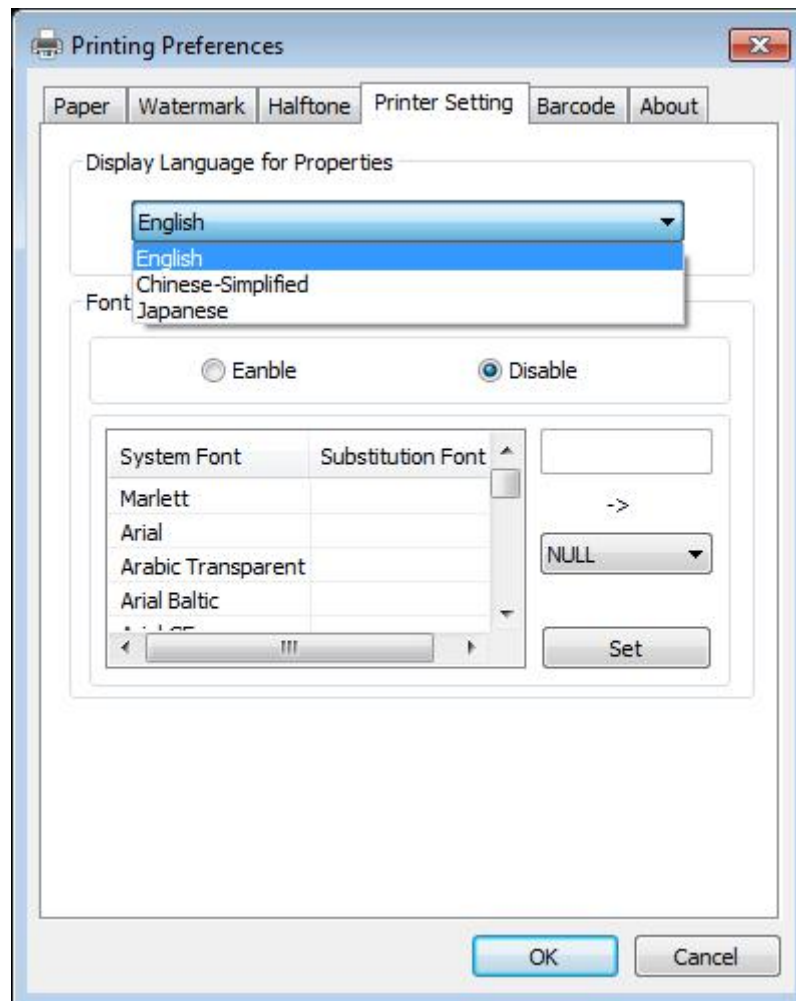 Printing Preferences
Paper Watermark Halftone Printer Setting Barcode About
Display Language for Properties
English
English
Chinese-Simplified
Font
Japanese
Eanble Disable
System Font Substitution Font
Marlett
->
Arial
NULL
Arabic Transparent
Arial Baltic
Set
OK Cancel